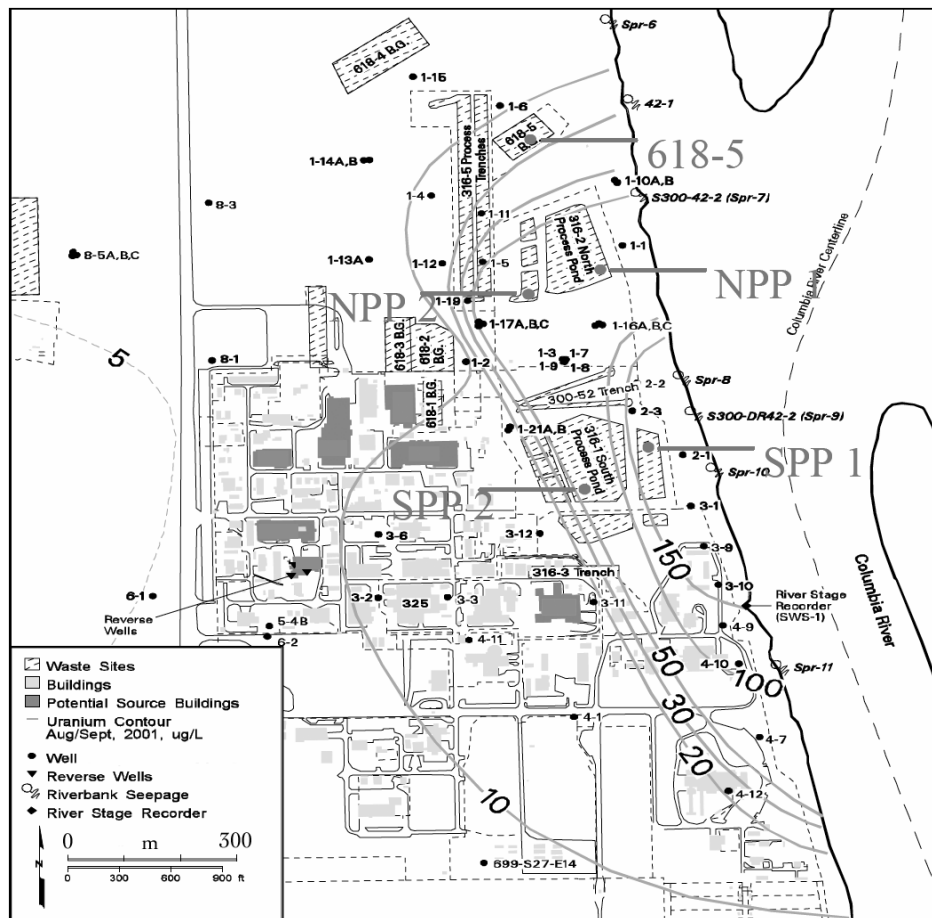 Spr-6
618-4 B.G.
1-15
1-6
42-1
618-5
B.G.
618-5
316-5 Process
Trenches
1-14A,B
1-10A,B
1-4
S300-42-2 (Spr-7)
8-3
1-11
316-2 North
Process Pond
1-1
8-5A,B,C
1-13A
1-12
1-5
NPP 1
NPP 2
1-19
Columbia River Centerline
1-17A,B,C
1-16A,B,C
5
8-1
618-3 B.G.
618-2
B.G.
1-2
1-3
1-7
1-9
1-8
Spr-8
618-1 B.G.
300-52 Trench
2-2
2-3
S300-DR42-2 (Spr-9)
1-21A,B
316-1 South
Process Pond
2-1
SPP 1
Spr-10
SPP 2
3-1
3-6
3-12
3-9
150
316-3 Trench
3-10
Columbia River
6-1
Reverse
Wells
3-2
325
3-3
3-11
River Stage
Recorder
(SWS-1)
5-4B
6-2
4-11
4-9
4-10
100
Spr-11
50
30
20
4-1
4-7
10
4-12
699-S27-E14
Waste Sites
Buildings
Potential Source Buildings
Uranium Contour
Aug/Sept, 2001, ug/L
Well
Reverse Wells
Riverbank Seepage
River Stage Recorder
0 m 300
0 300 600 900 ft
N